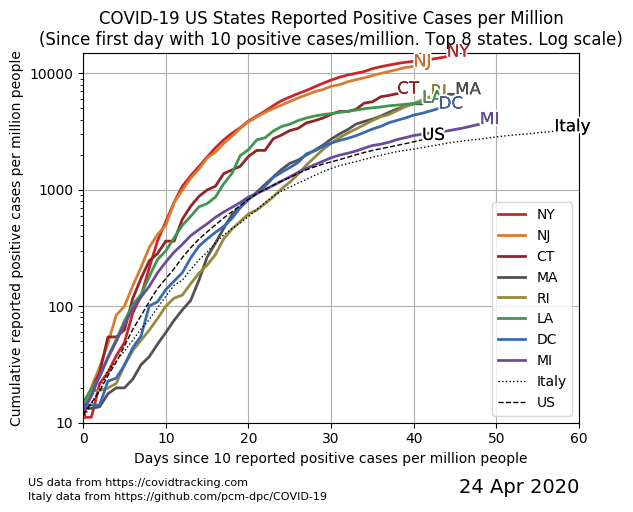 COVID-19 US States Reported Positive Cases per Million
(Since first day with 10 positive cases/million. Top 8 states. Log scale)
Cumulative reported positive cases per million people
10000
1000
100
10
NY
NJ
CT
RI
MA
LA
DC
MI
US
Italy
NY
NJ
CT
MA
RI
LA
DC
MI
Italy
US
0 10 20 30 40 50 60
Days since 10 reported positive cases per million people
US data from https://covidtracking.com
Italy data from https://github.com/pcm-dpc/COVID-19
24 Apr 2020